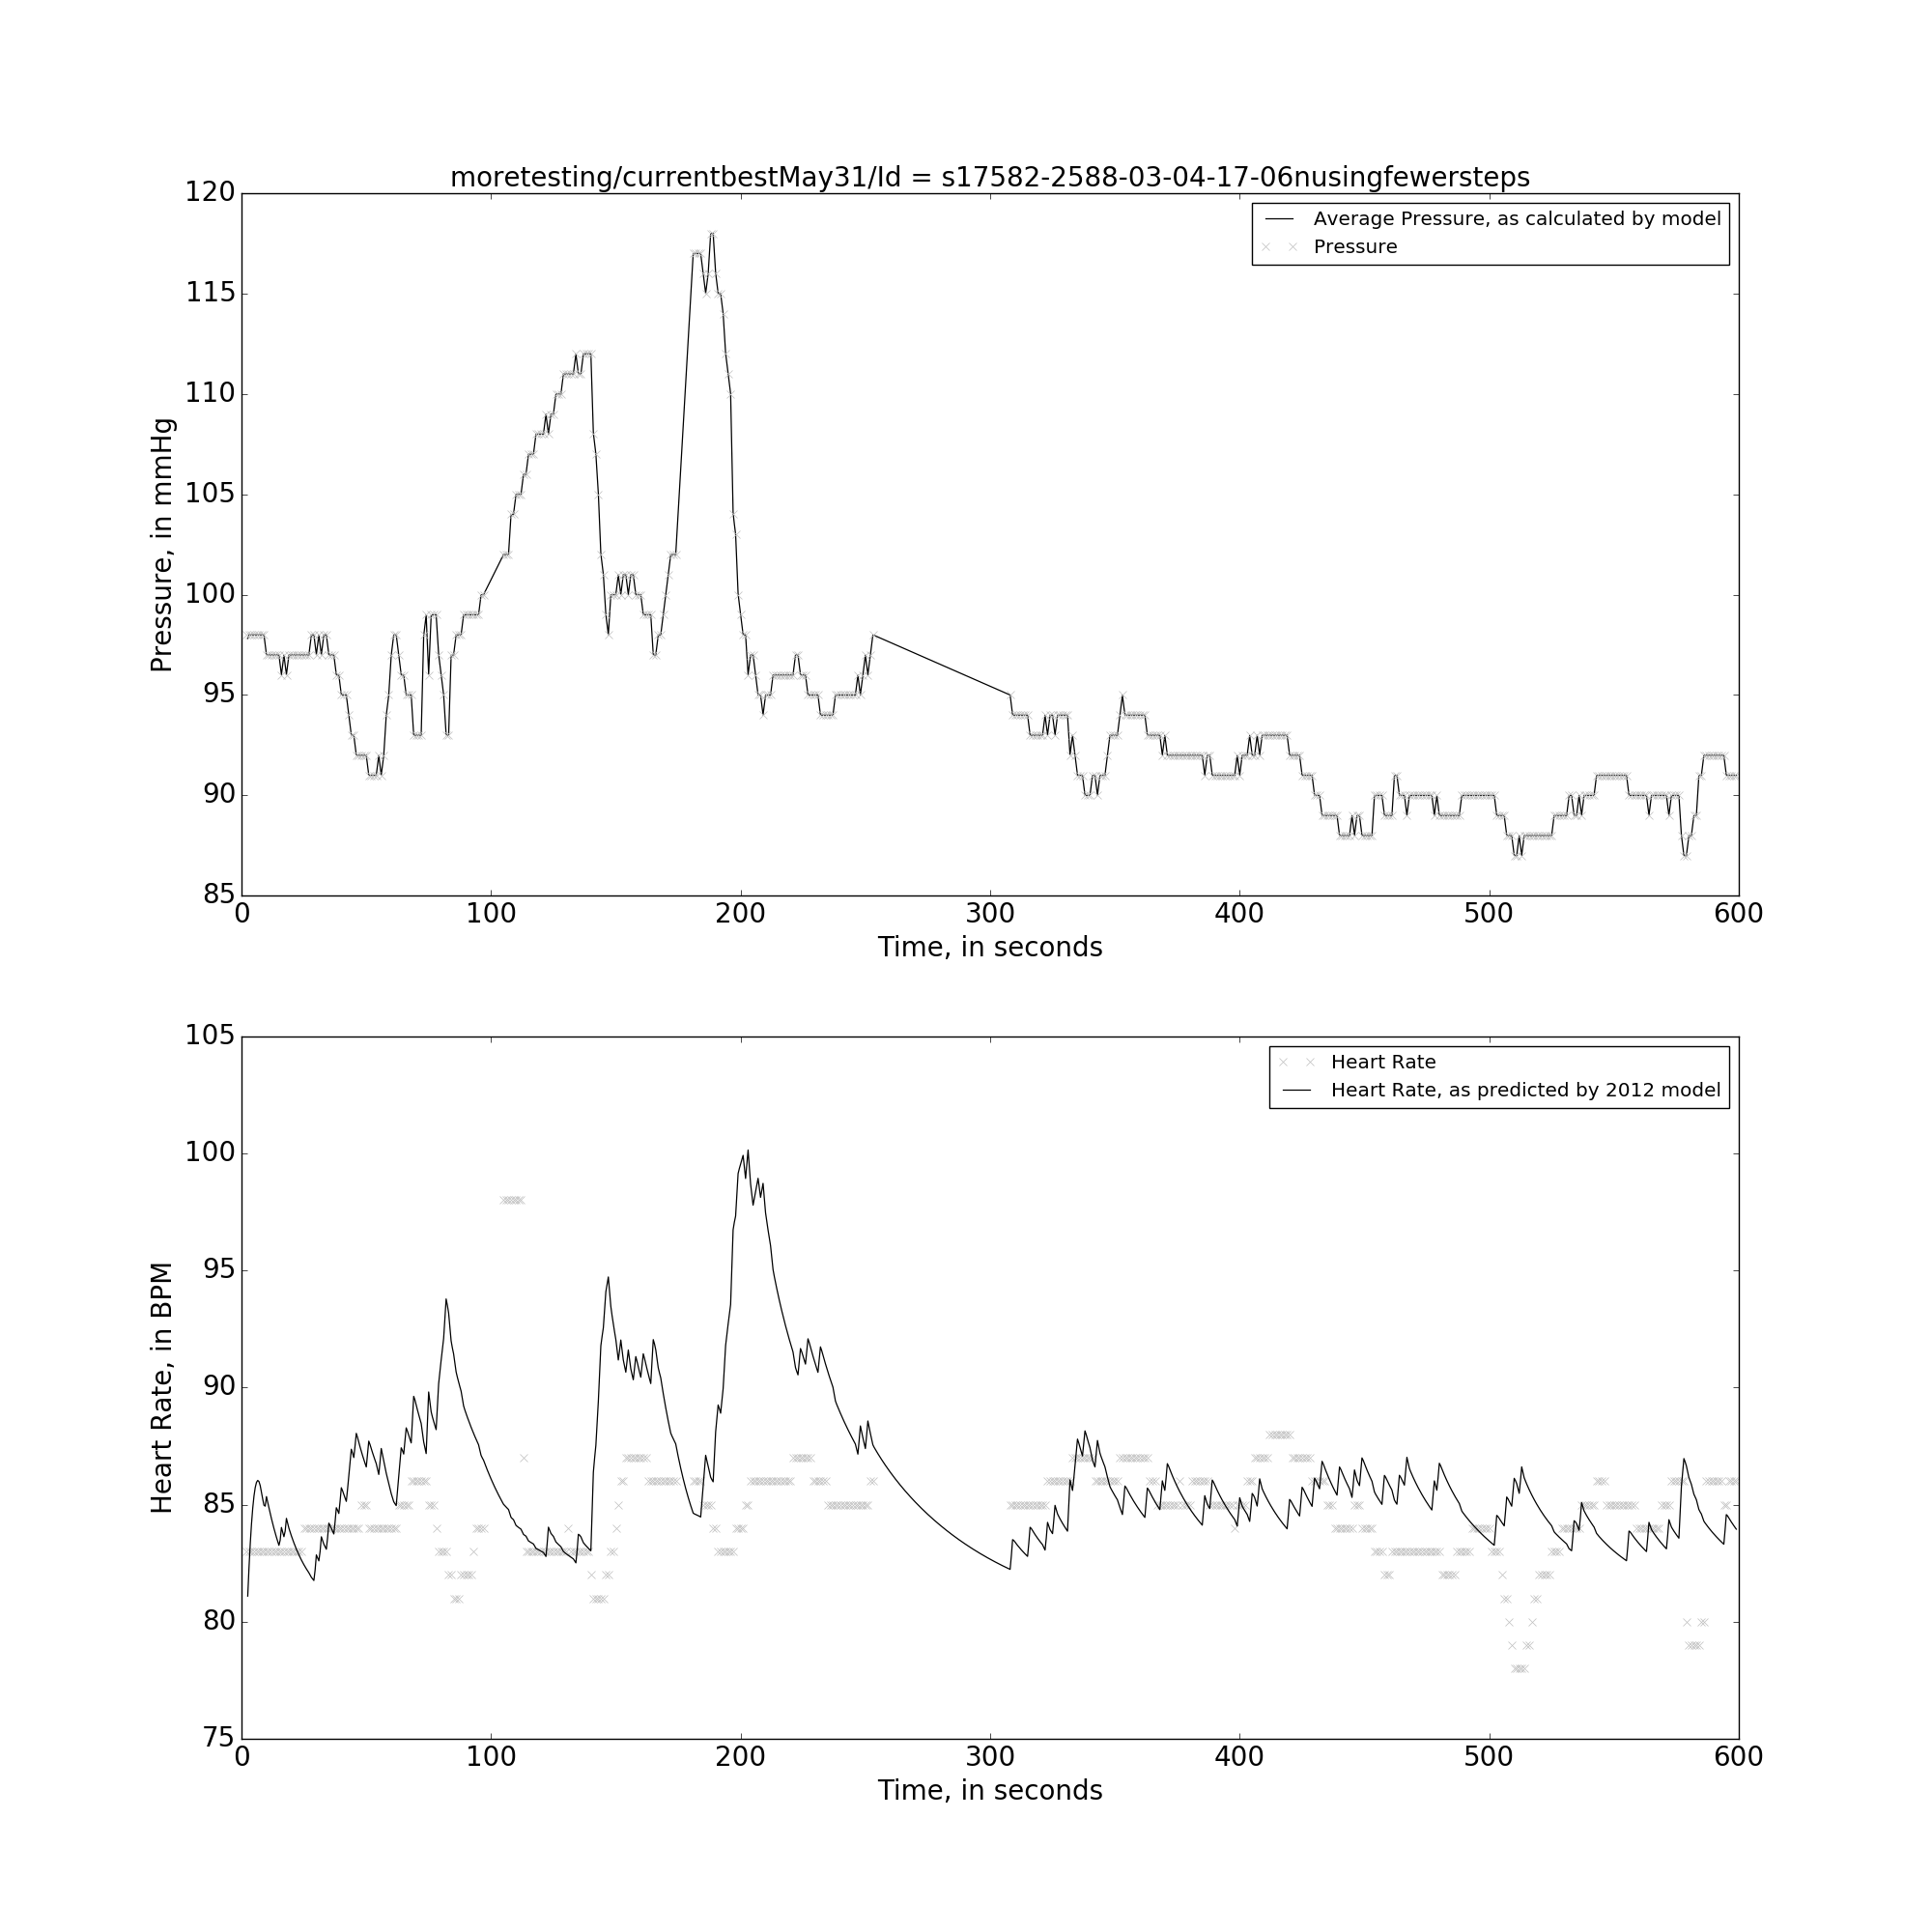 moretesting/currentbestMay31/Id = s17582-2588-03-04-17-06nusingfewersteps
120
115
110
105
100
95
90
85
Pressure, in mmHg
Average Pressure, as calculated by model
Pressure
0 100 200 300 400 500 600
Time, in seconds
105
100
95
90
85
80
75
Heart Rate, in BPM
Heart Rate
Heart Rate, as predicted by 2012 model
0 100 200 300 400 500 600
Time, in seconds